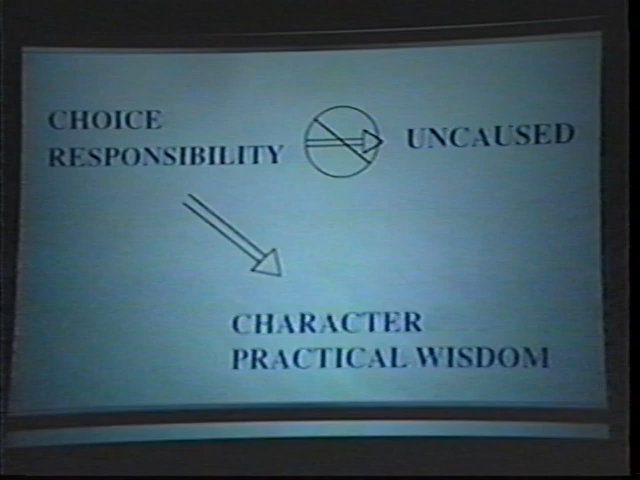 CHOICE
RESPONSIBILITY
UNCAUSED
CHARACTER
PRACTICAL WISDOM